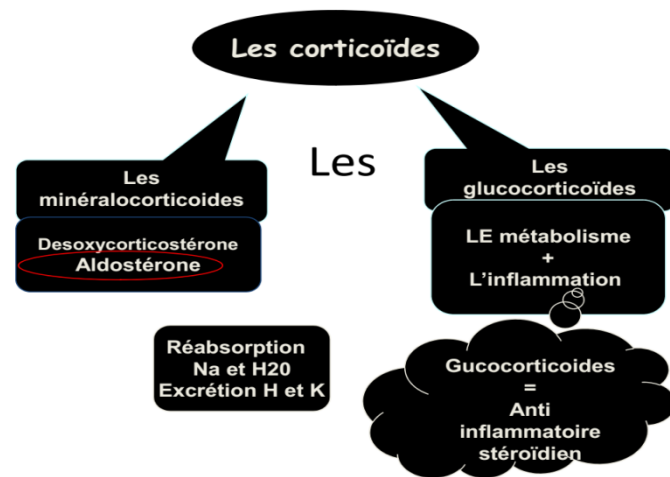 Les corticoïdes
Les
Les
minéralocorticoides
Desoxycorticostérone
Aldostérone
Les
glucocorticoïdes
LE métabolisme
+
L'inflammation
Réabsorption
Na et H20
Excrétion H et K
Gucocorticoides
=
Anti
inflammatoire
stéroïdien